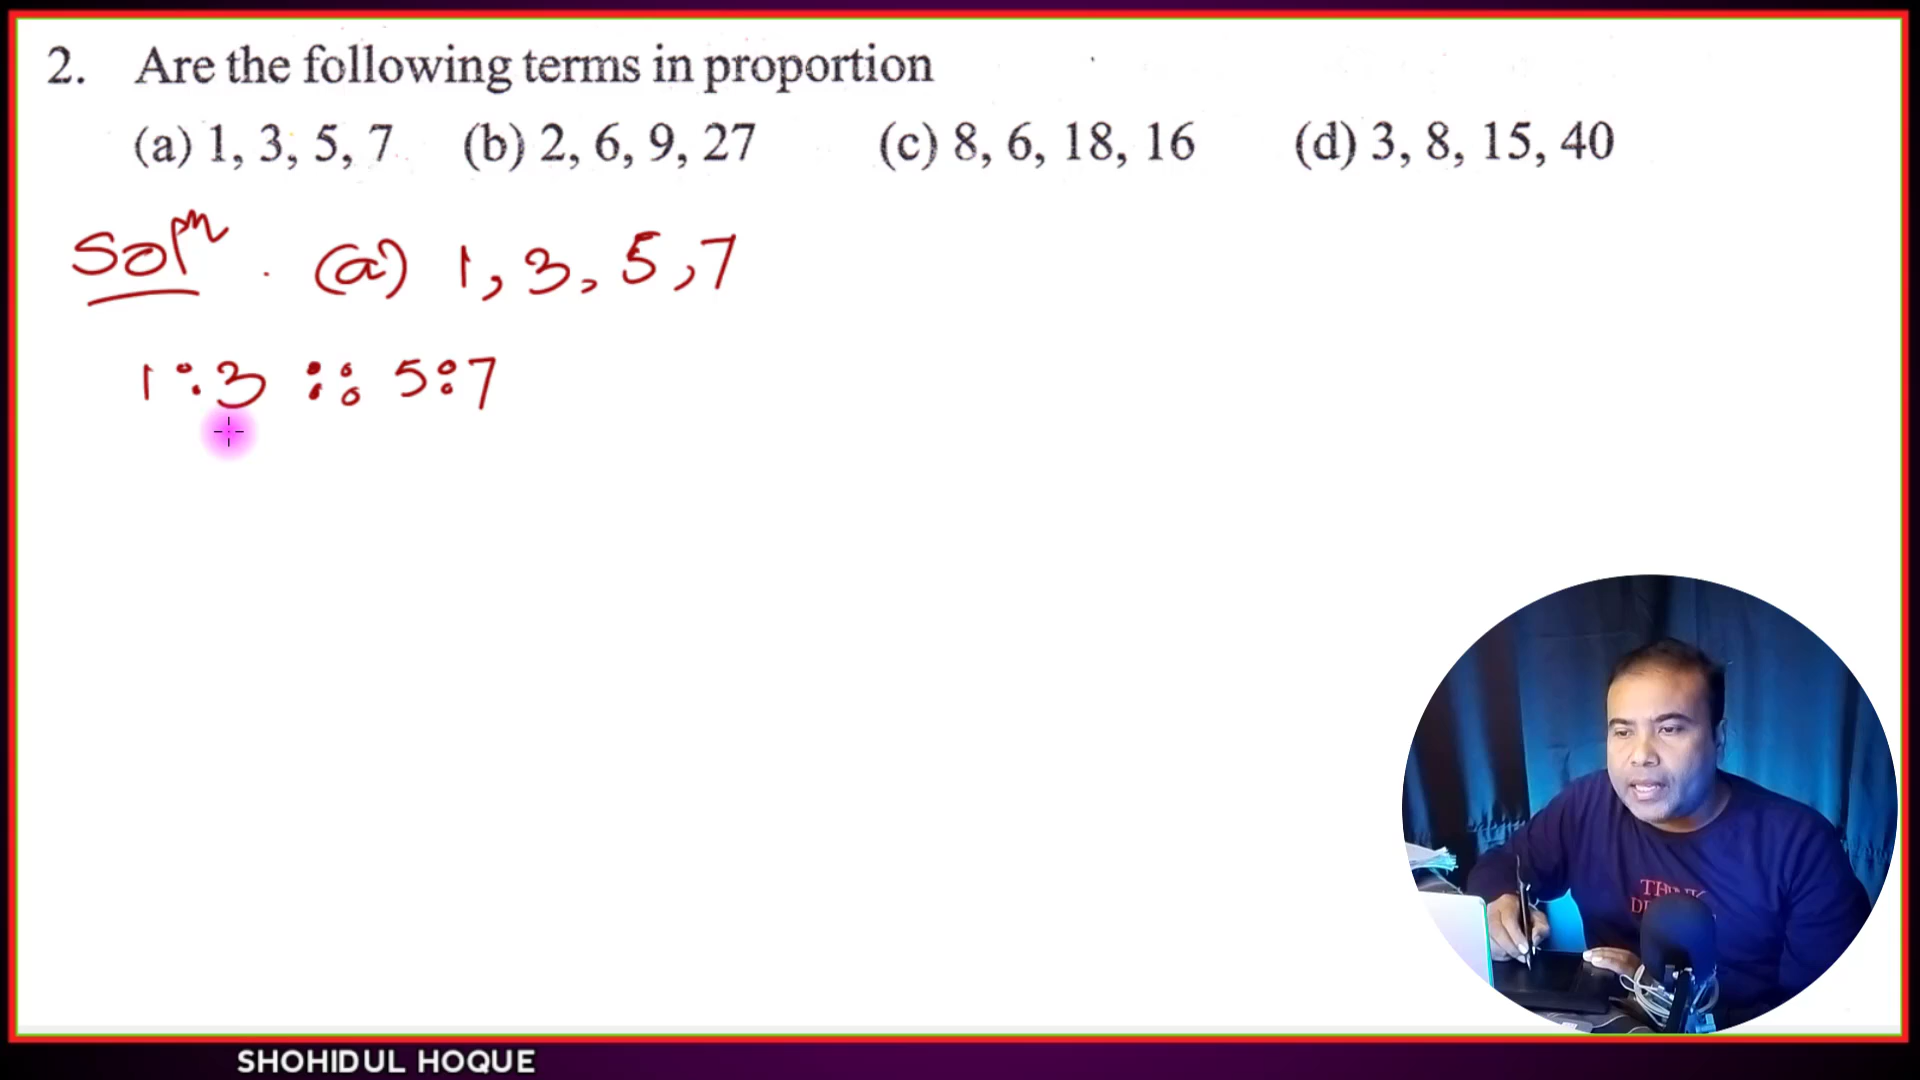 2. Are the following terms in proportion
(a) 1, 3, 5, 7 (b) 2, 6, 9, 27 (c) 8, 6, 18, 16 (d) 3, 8, 15, 40
Solⁿ. (a) 1, 3, 5, 7
1:3 :: 5:7
SHOHIDUL HOQUE